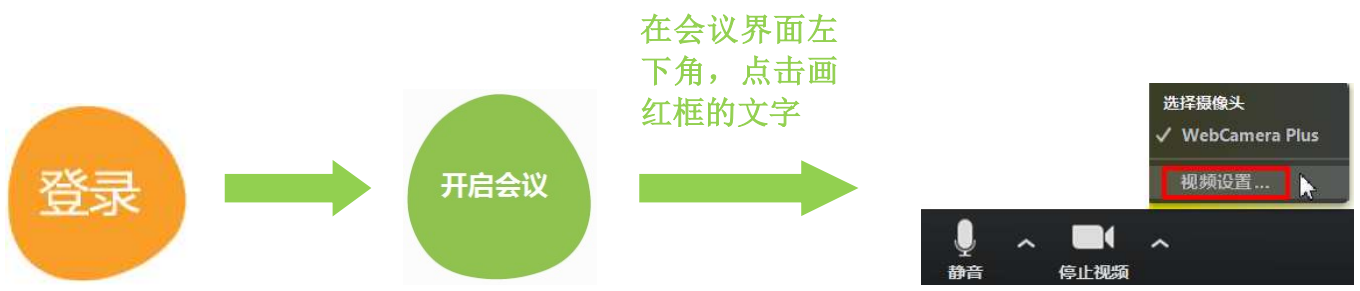 登录
开启会议
在会议界面左
下角，点击画
红框的文字
选择摄像头
✓ WebCamera Plus
视频设置...
静音
停止视频